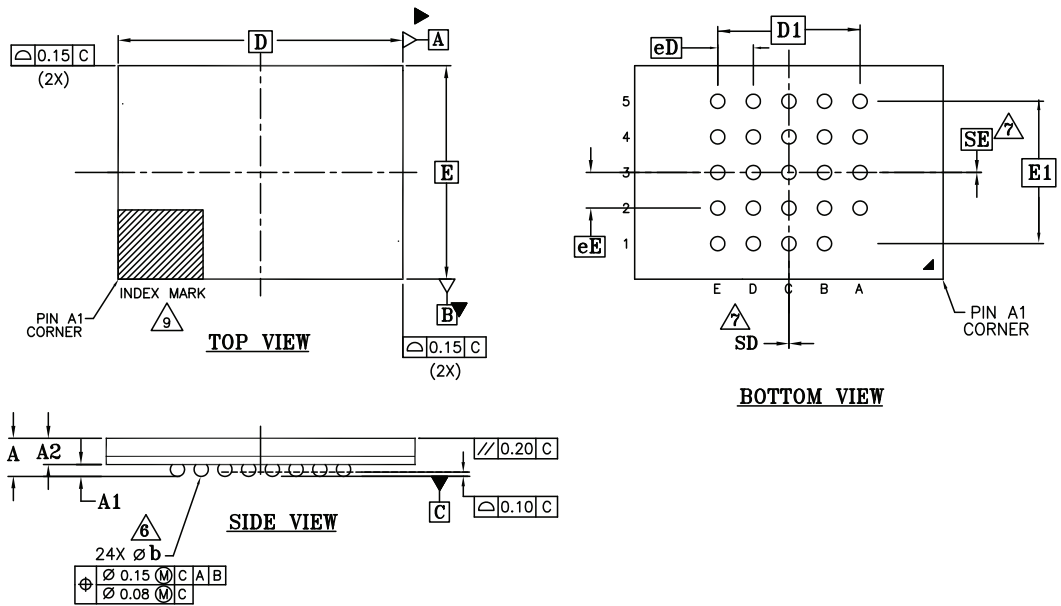 D
A
⌓ 0.15 C
(2X)
E
INDEX MARK
9
PIN A1
CORNER
B
TOP VIEW
⌓ 0.15 C
(2X)
D1
eD
5
4
3
2
1
SE
7
E1
eE
E D C B A
7
SD
PIN A1
CORNER
BOTTOM VIEW
A
A2
A1
// 0.20 C
C
⌓ 0.10 C
SIDE VIEW
6
24X Ø b
⌖ Ø 0.15 Ⓜ C A B
Ø 0.08 Ⓜ C